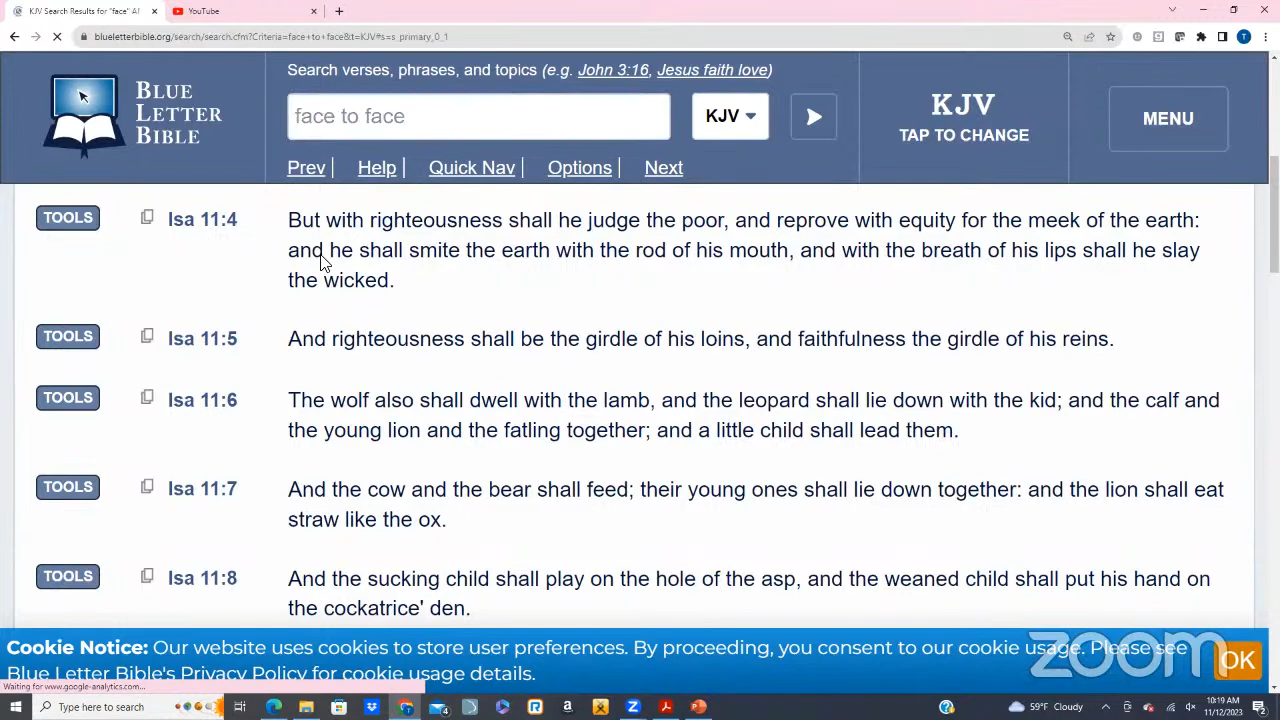 KJV Search Results for "face" A
YouTube
blueletterbible.org/search/search.cfm?Criteria=face+to+face&t=KJV#s=s_primary_0_1
BLUE
LETTER
BIBLE
Search verses, phrases, and topics (e.g. John 3:16, Jesus faith love)
face to face
KJV
Prev | Help | Quick Nav | Options | Next
KJV
TAP TO CHANGE
MENU
TOOLS Isa 11:4 But with righteousness shall he judge the poor, and reprove with equity for the meek of the earth:
and he shall smite the earth with the rod of his mouth, and with the breath of his lips shall he slay
the wicked.
TOOLS Isa 11:5 And righteousness shall be the girdle of his loins, and faithfulness the girdle of his reins.
TOOLS Isa 11:6 The wolf also shall dwell with the lamb, and the leopard shall lie down with the kid; and the calf and
the young lion and the fatling together; and a little child shall lead them.
TOOLS Isa 11:7 And the cow and the bear shall feed; their young ones shall lie down together: and the lion shall eat
straw like the ox.
TOOLS Isa 11:8 And the sucking child shall play on the hole of the asp, and the weaned child shall put his hand on
the cockatrice' den.
Cookie Notice: Our website uses cookies to store user preferences. By proceeding, you consent to our cookie usage. Please see
Blue Letter Bible's Privacy Policy for cookie usage details.
OK
zoom
Waiting for www.google-analytics.com...
Type here to search
59°F Cloudy
10:19 AM
11/12/2023